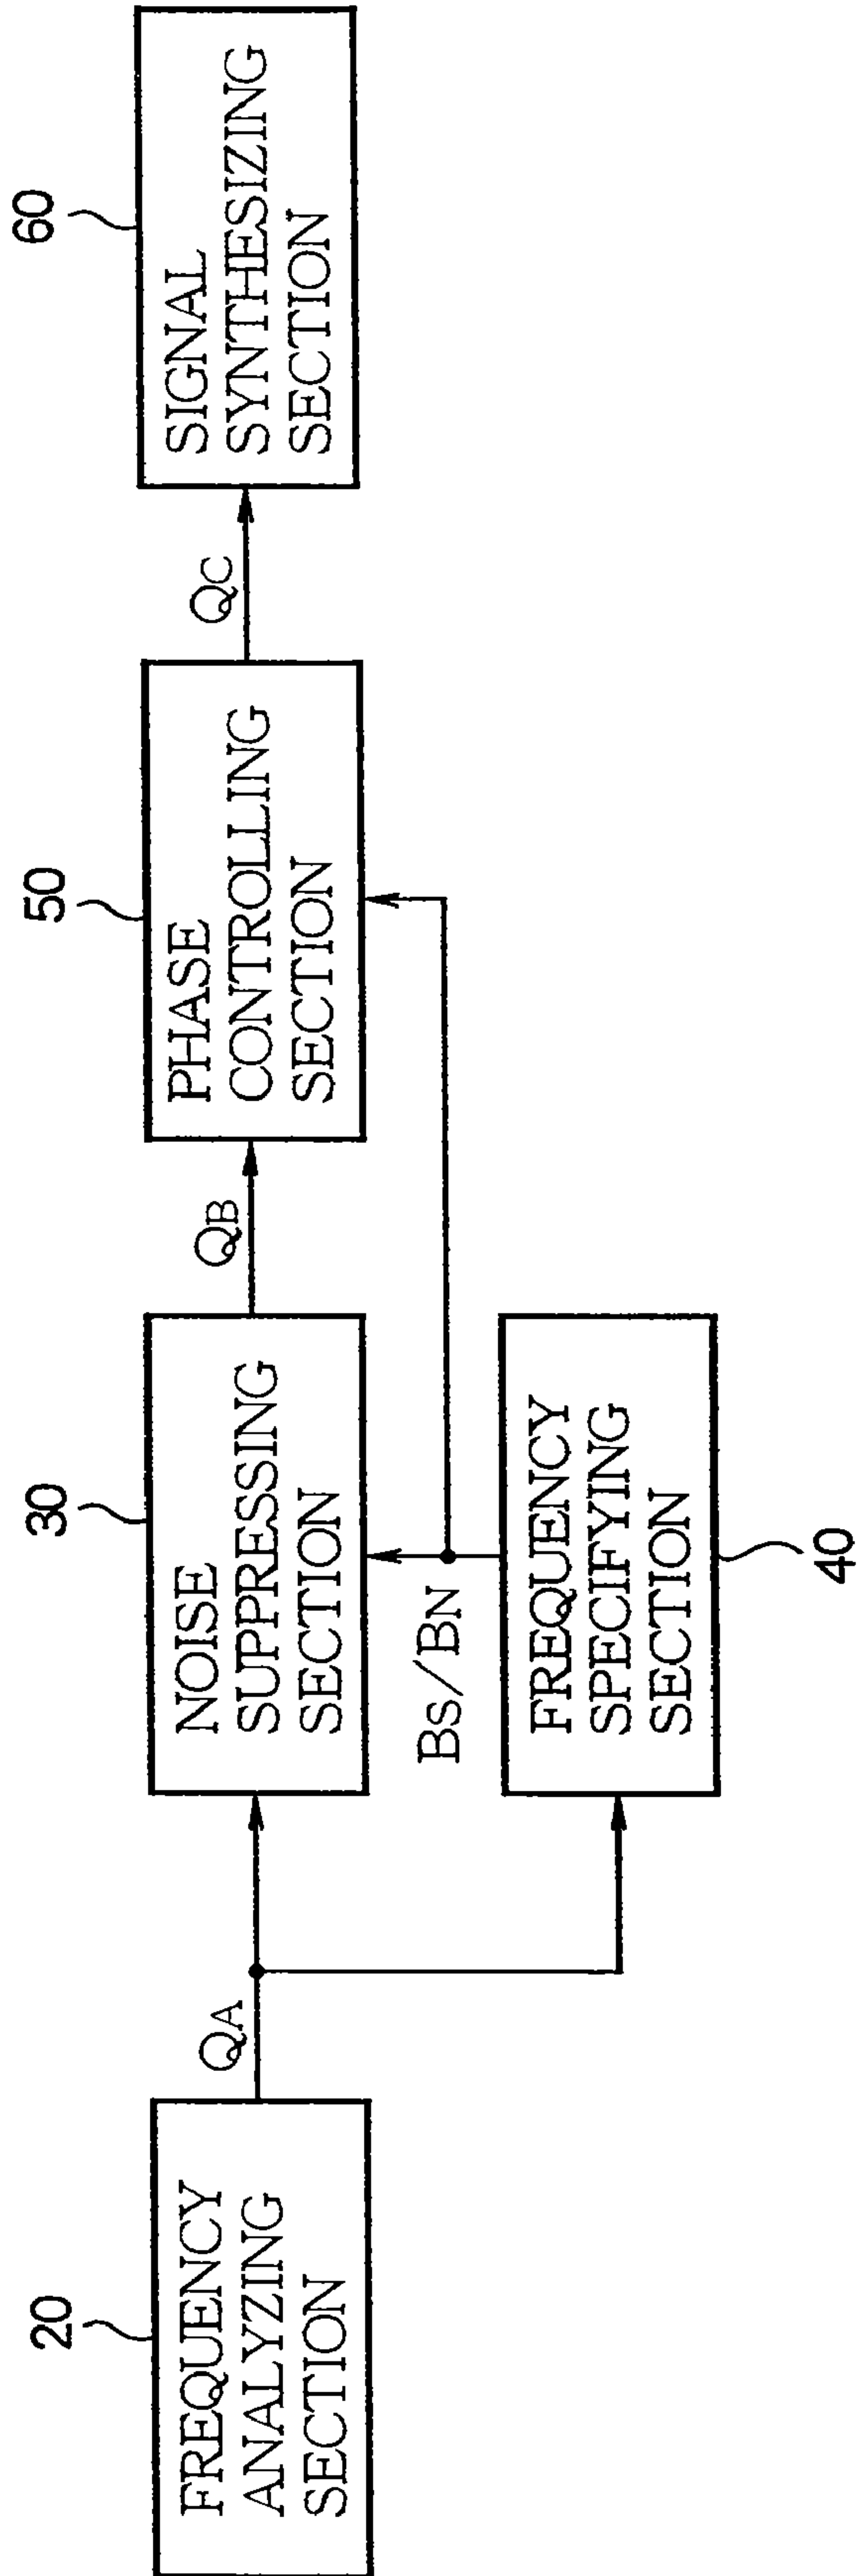 20
FREQUENCY
ANALYZING
SECTION
QA
30
NOISE
SUPPRESSING
SECTION
BS/BN
FREQUENCY
SPECIFYING
SECTION
40
QB
50
PHASE
CONTROLLING
SECTION
QC
60
SIGNAL
SYNTHESIZING
SECTION